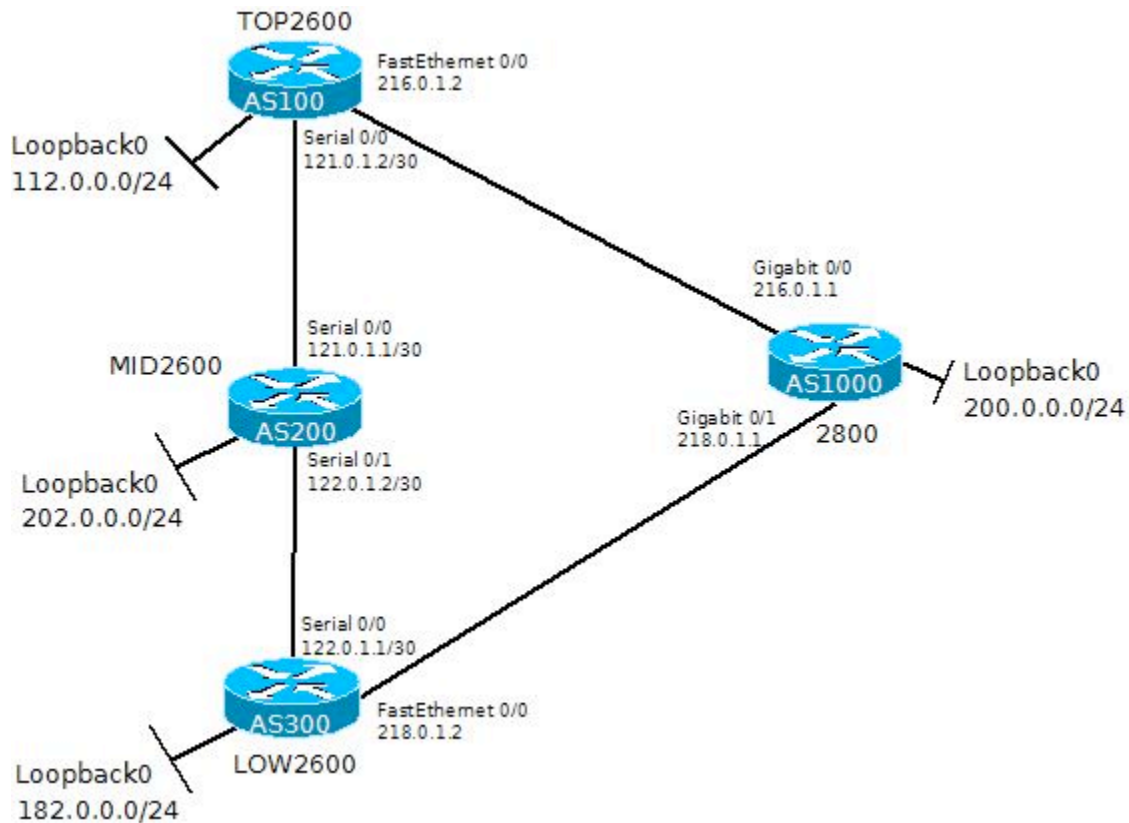 TOP2600
FastEthernet 0/0
216.0.1.2
AS100
Serial 0/0
121.0.1.2/30
Loopback0
112.0.0.0/24
Gigabit 0/0
216.0.1.1
Serial 0/0
121.0.1.1/30
MID2600
AS200
AS1000
Loopback0
200.0.0.0/24
Gigabit 0/1
218.0.1.1
2800
Serial 0/1
122.0.1.2/30
Loopback0
202.0.0.0/24
Serial 0/0
122.0.1.1/30
AS300
FastEthernet 0/0
218.0.1.2
LOW2600
Loopback0
182.0.0.0/24